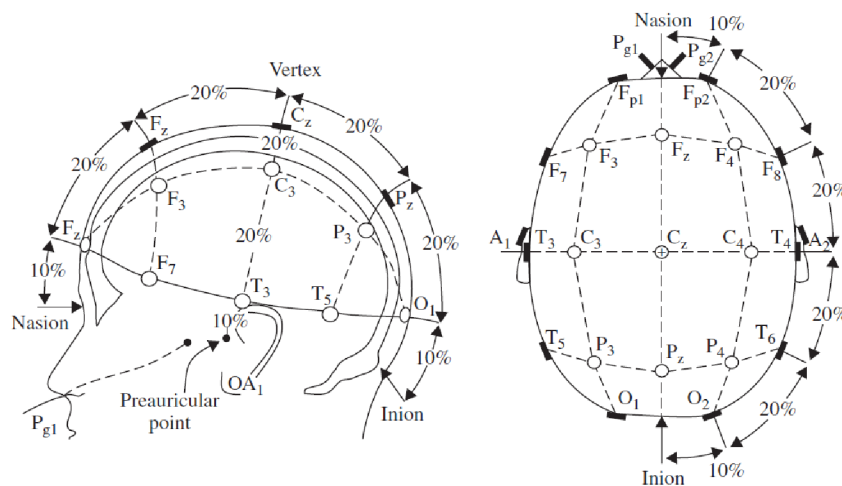 Vertex
20%
Cz
20%
Fz
20%
20%
20%
C3
F3
Pz
P3
20%
Fz
20%
10%
F7
T3
T5
O1
10%
10%
Nasion
OA1
Preauricular
point
Inion
Pg1
Nasion
10%
Pg1
Pg2
Fp1
Fp2
F7
F3
Fz
F4
F8
20%
A1
T3
C3
Cz
C4
T4
A2
20%
T5
P3
Pz
P4
T6
20%
O1
O2
Inion
10%